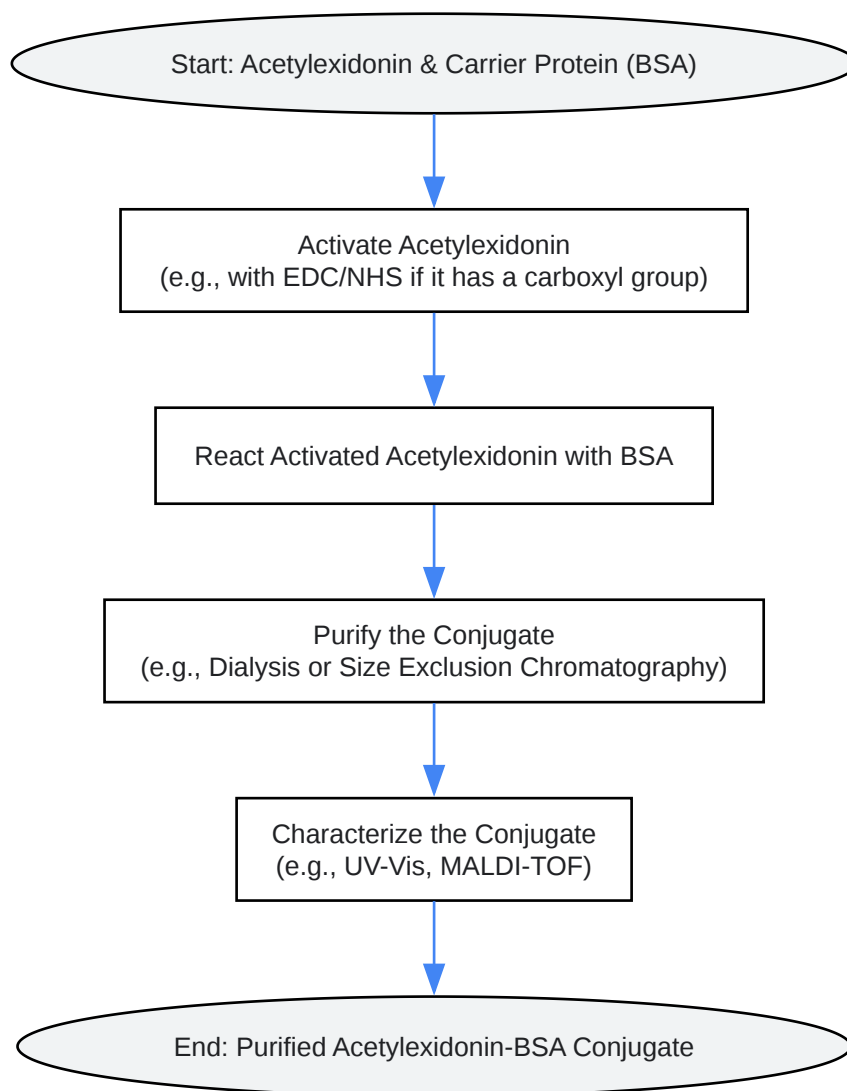 Start: Acetylexidonin & Carrier Protein (BSA)
Activate Acetylexidonin
(e.g., with EDC/NHS if it has a carboxyl group)
React Activated Acetylexidonin with BSA
Purify the Conjugate
(e.g., Dialysis or Size Exclusion Chromatography)
Characterize the Conjugate
(e.g., UV-Vis, MALDI-TOF)
End: Purified Acetylexidonin-BSA Conjugate